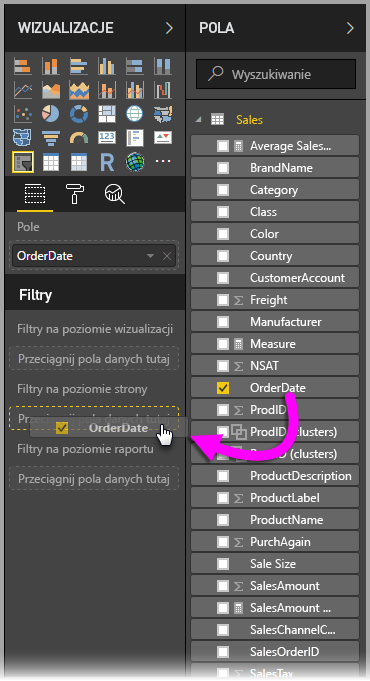 WIZUALIZACJE
Pole
OrderDate
Filtry
Filtry na poziomie wizualizacji
Przeciągnij pola danych tutaj
Filtry na poziomie strony
OrderDate
Filtry na poziomie raportu
Przeciągnij pola danych tutaj
POLA
Wyszukiwanie
Sales
Average Sales...
BrandName
Category
Class
Color
Country
CustomerAccount
Freight
Manufacturer
Measure
NSAT
OrderDate
ProdID
ProdID (clusters)
(clusters)
ProductDescription
ProductLabel
ProductName
PurchAgain
Sale Size
SalesAmount
SalesAmount ...
SalesChannelC...
SalesOrderID
SalesTax